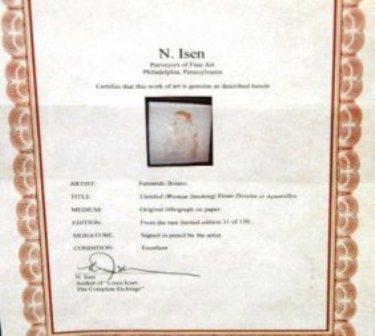 N. Isen
Purveyors of Fine Art
Philadelphia, Pennsylvania
Certifies that this work of art is genuine as described herein
ARTIST: Fernando Botero
TITLE: Untitled (Woman Smoking) From Dessins et Aquarelles
MEDIUM: Original lithograph on paper
EDITION: From the rare limited edition 31 of 150
SIGNATURE: Signed in pencil by the artist
CONDITION: Excellent
N. Isen
Author of "Louis Icart
The Complete Etchings"